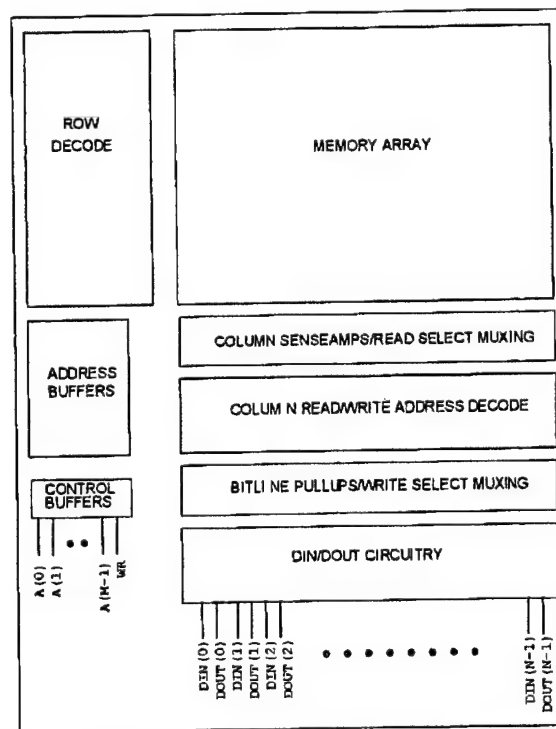 ROW
DECODE
MEMORY ARRAY
COLUMN SENSEAMPS/READ SELECT MUXING
ADDRESS
BUFFERS
COLUM N READ/WRITE ADDRESS DECODE
CONTROL
BUFFERS
BITLI NE PULLUPS/WRITE SELECT MUXING
DIN/DOUT CIRCUITRY
A(0)
A(1)
A(M-1)
WR
DIN(0)
DOUT(0)
DIN(1)
DOUT(1)
DIN(2)
DOUT(2)
DIN(N-1)
DOUT(N-1)